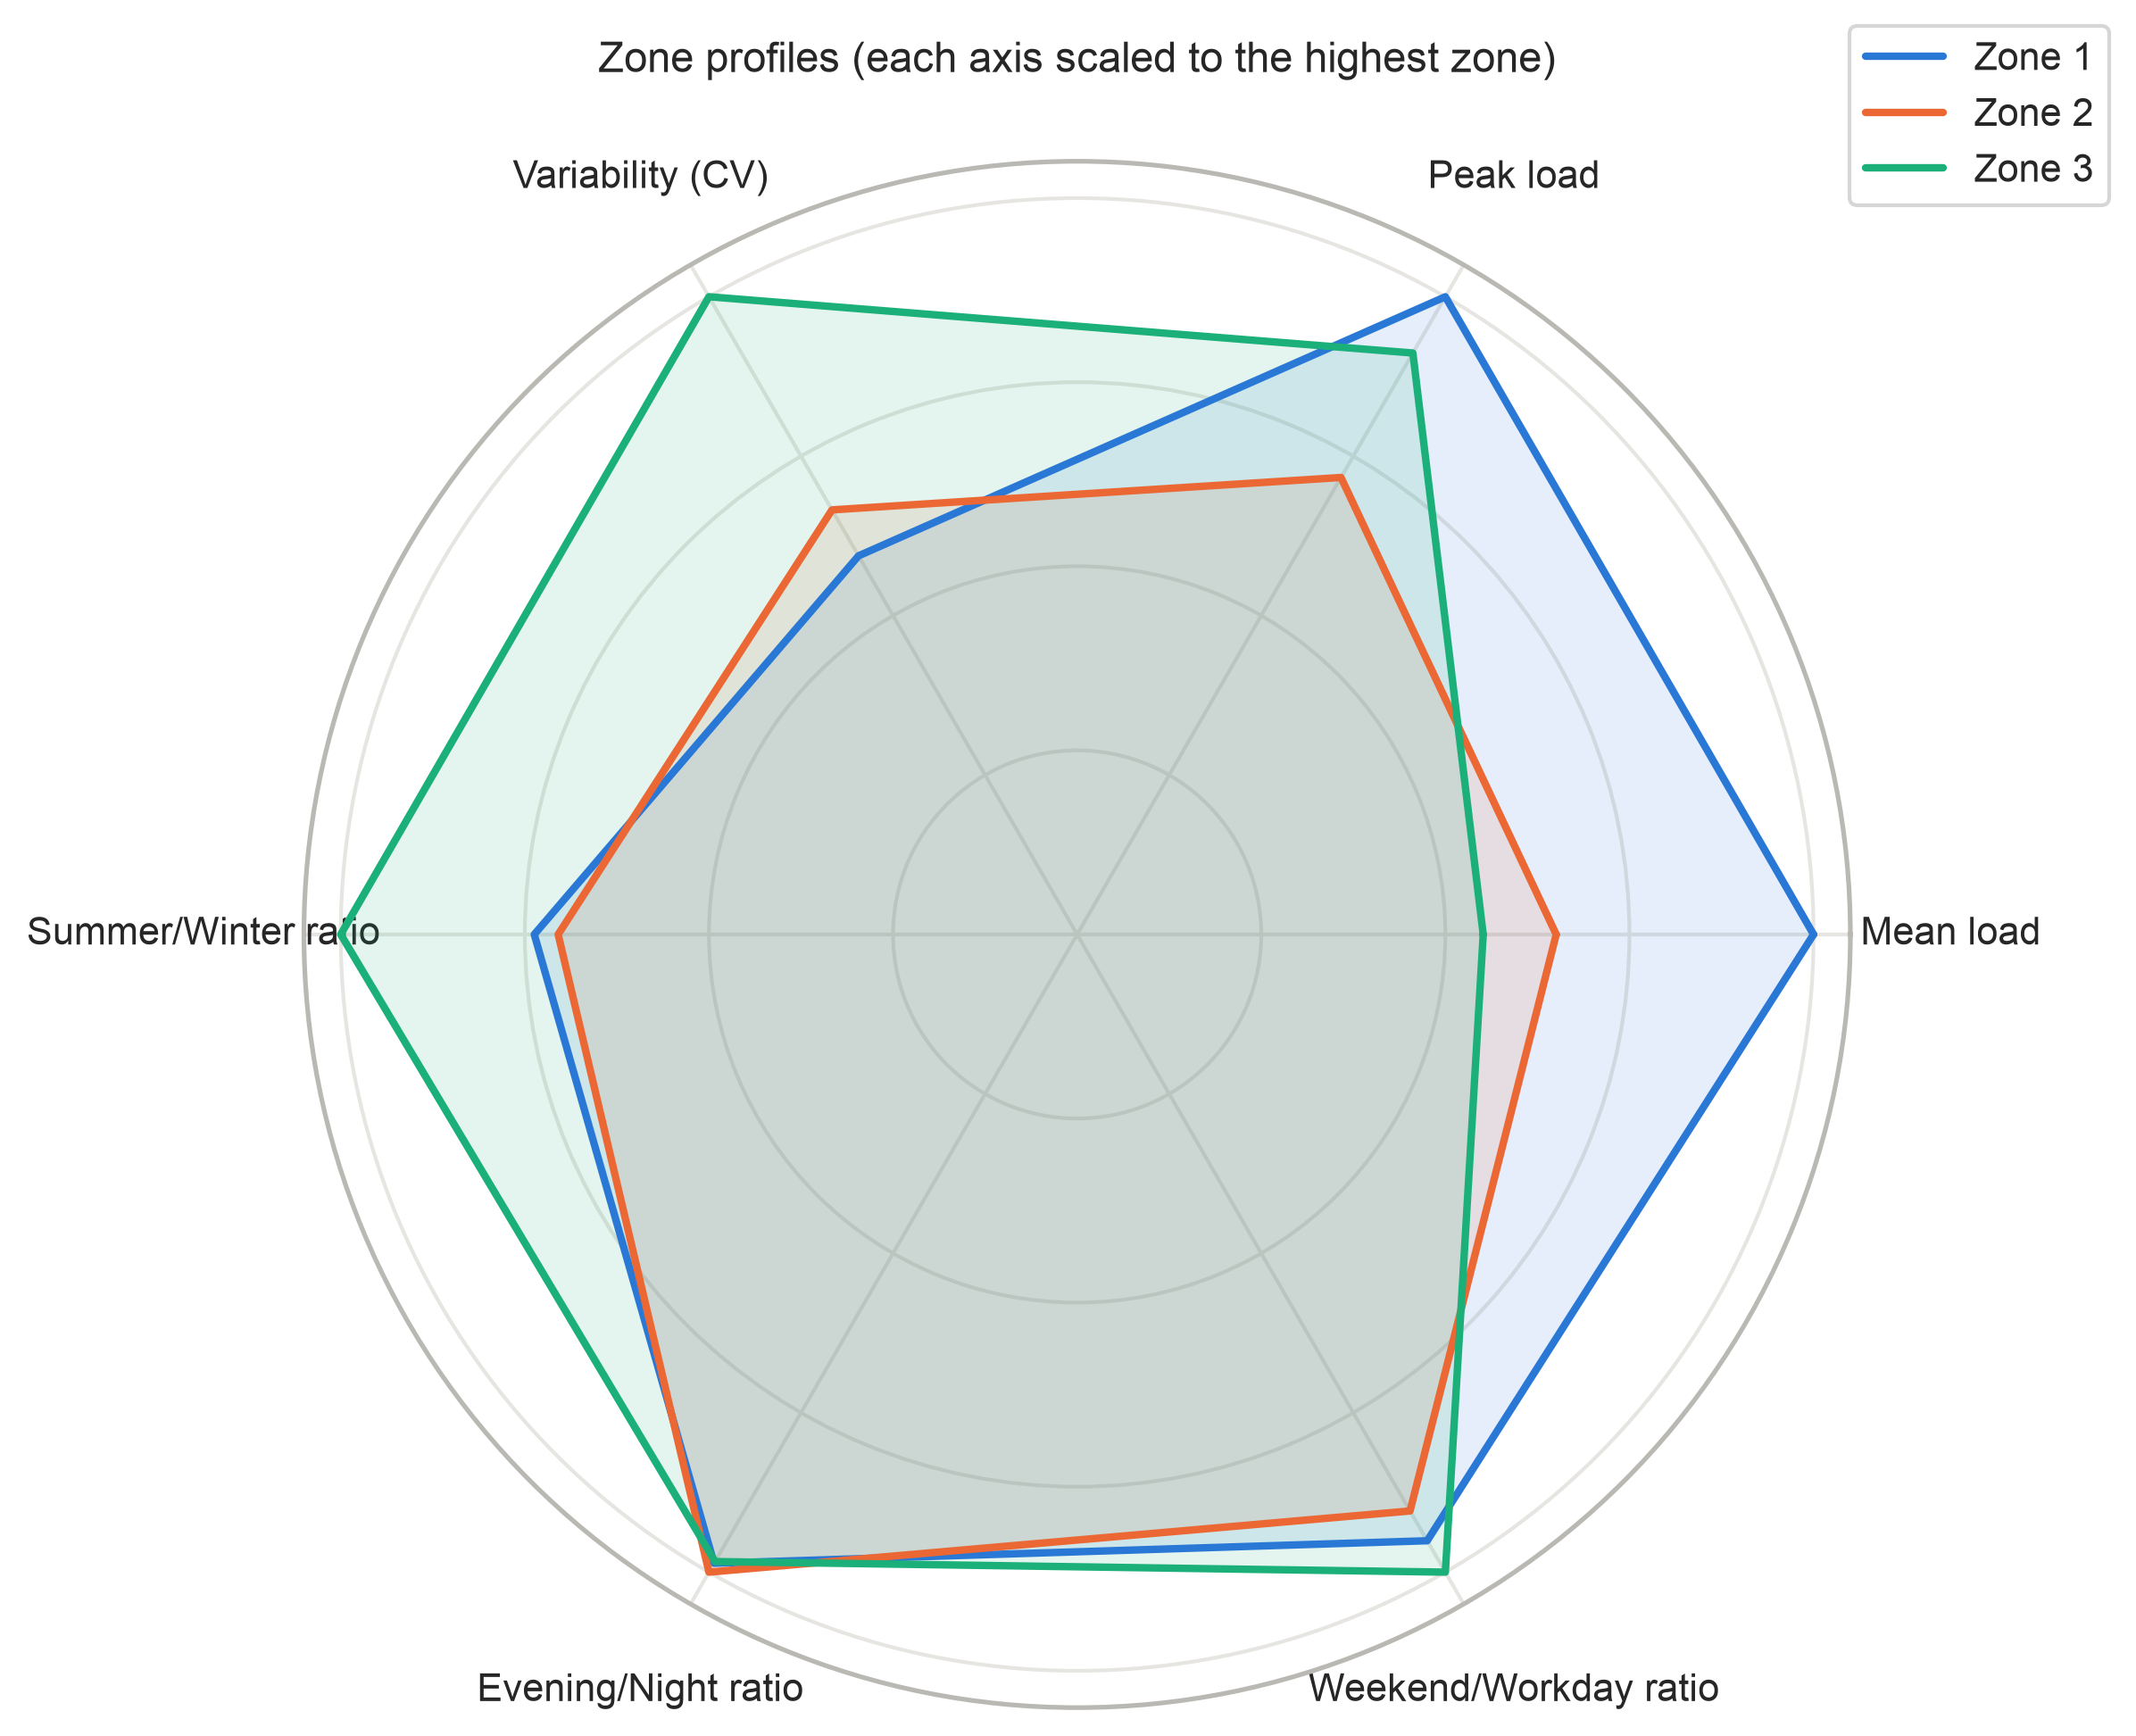 Zone profiles (each axis scaled to the highest zone)
Zone 1
Zone 2
Zone 3
Variability (CV)
Peak load
Summer/Winter ratio
Mean load
Evening/Night ratio
Weekend/Workday ratio